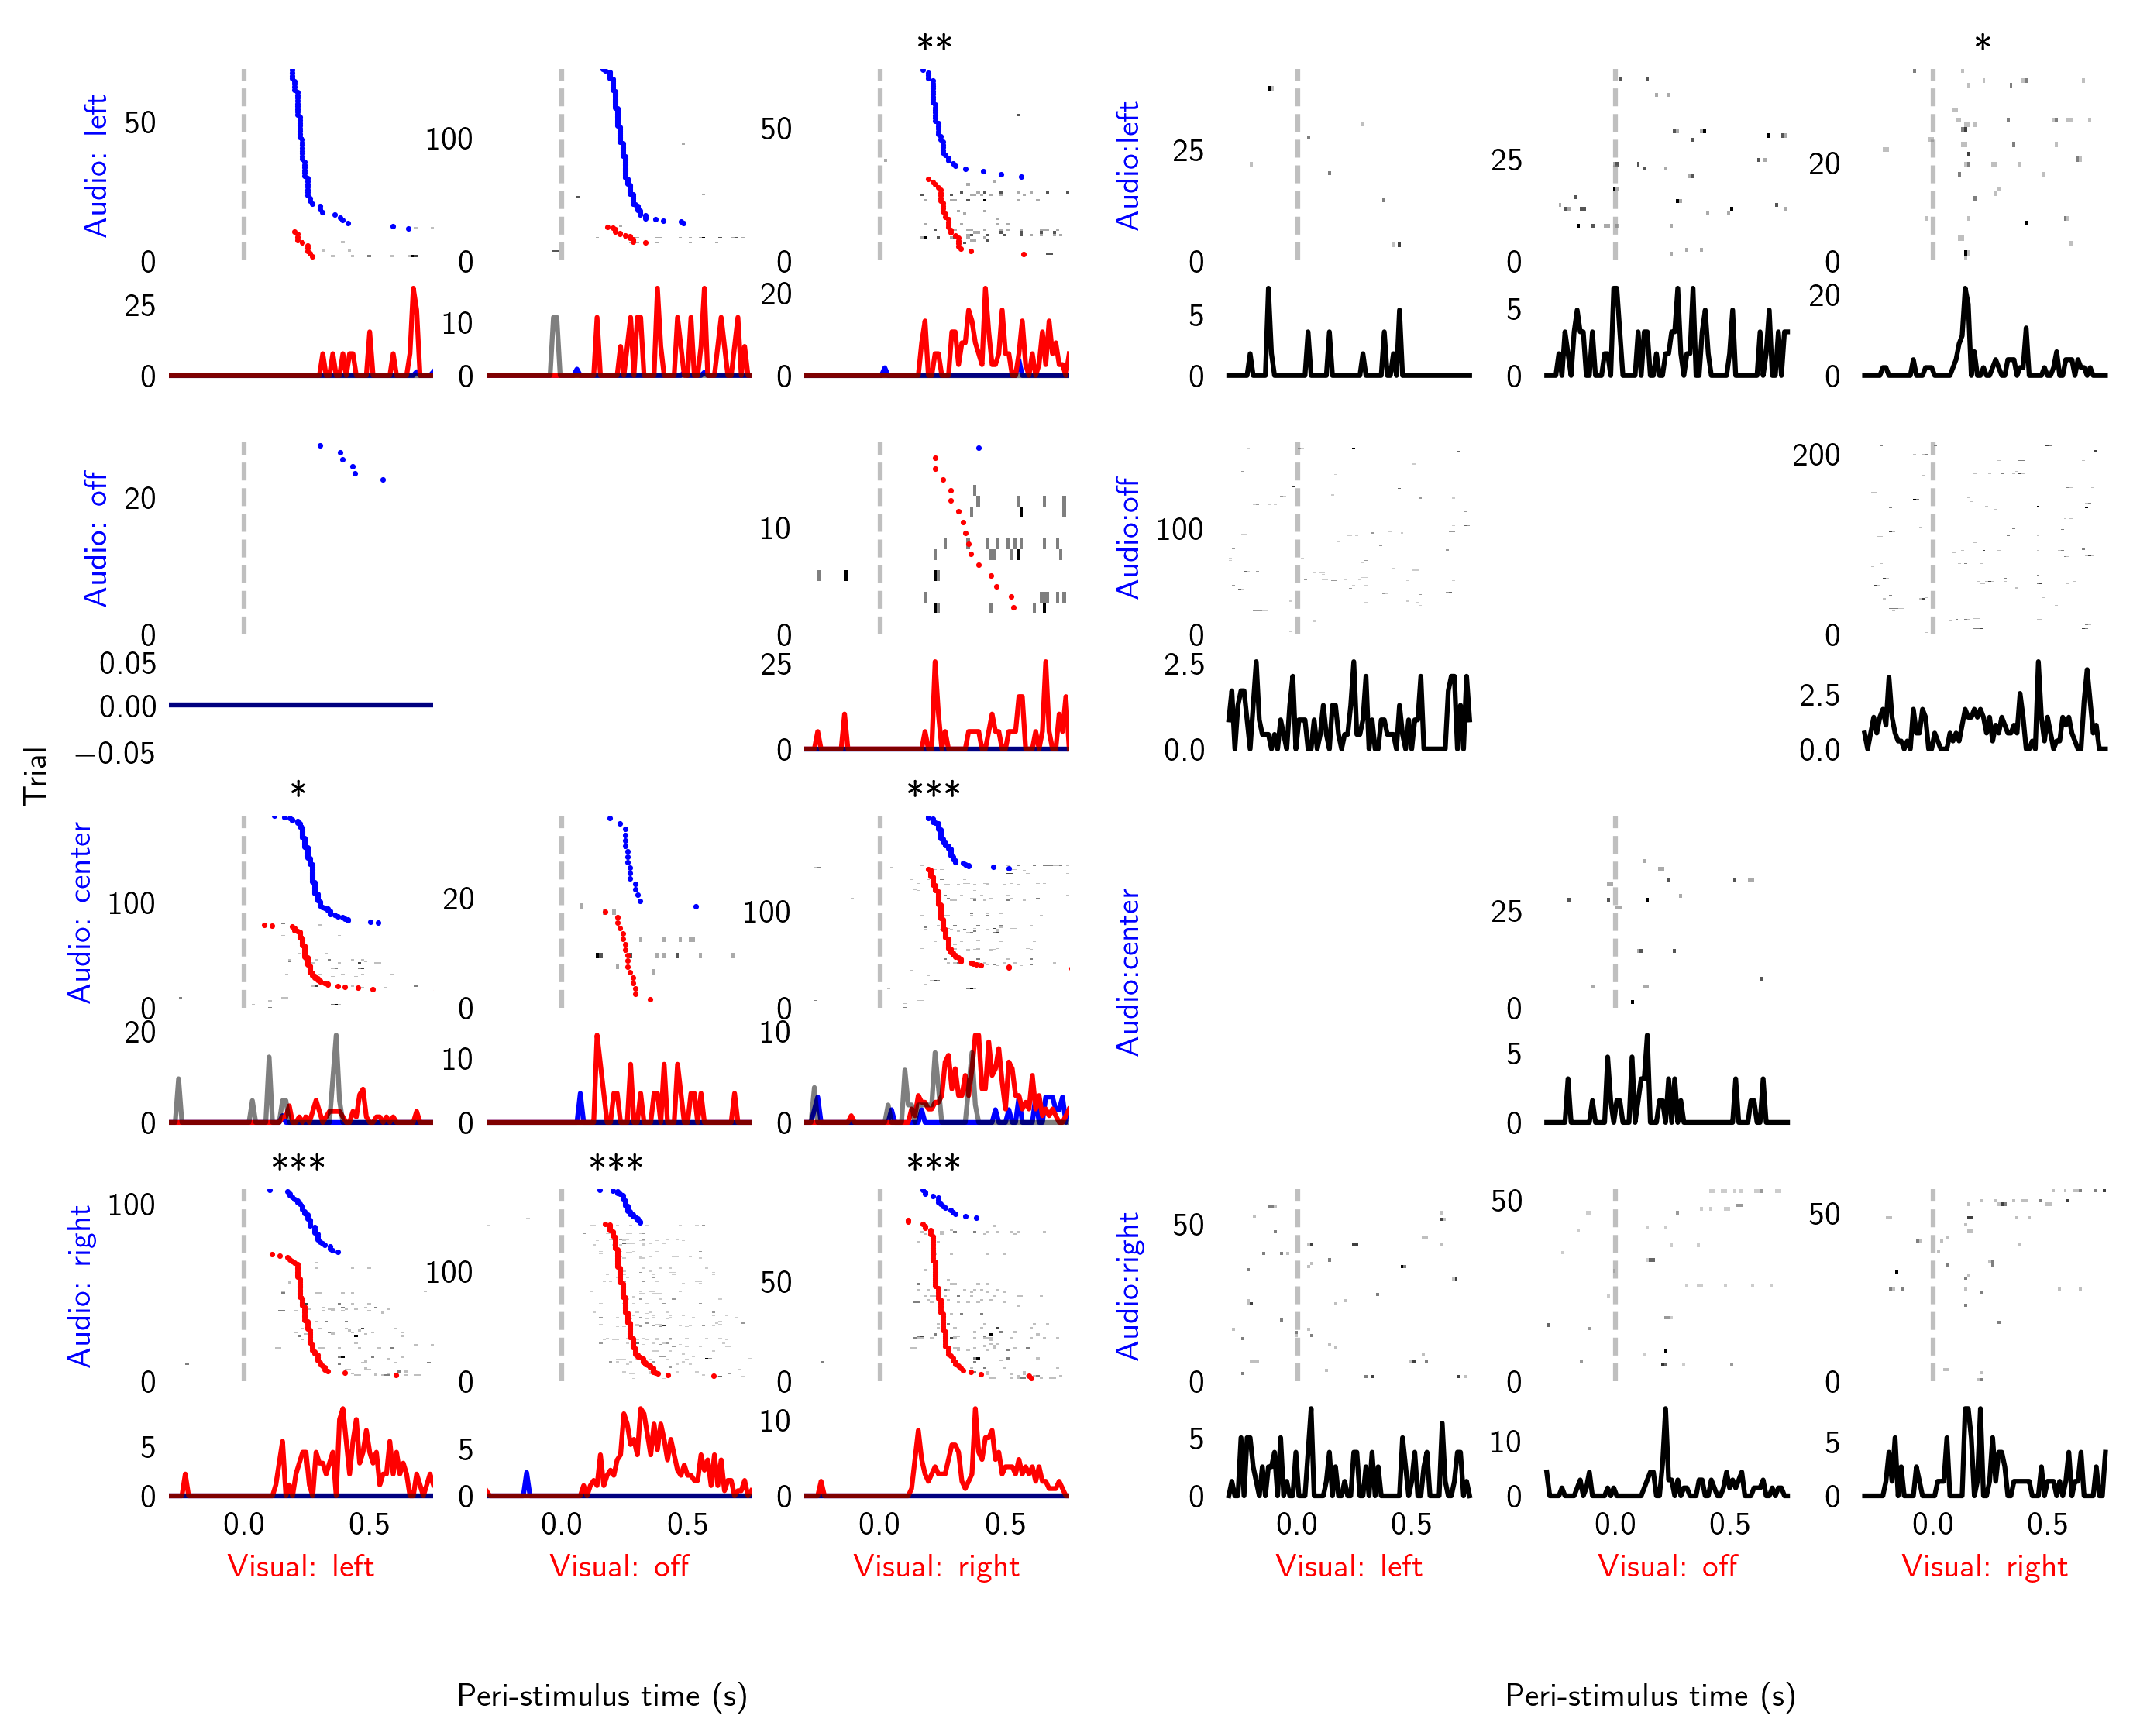 ** *
Audio: left 50 0 100 0 50 0 Audio:left 25 0 25 0 20 0
25 0 10 0 20 0 5 0 5 0 20 0
Audio: off 20 0 10 0 Audio:off 100 0 200 0
0.05 0.00 −0.05 25 0 2.5 0.0 2.5 0.0
Trial
* ***
Audio: center 100 0 20 0 100 0 Audio:center 25 0
20 0 10 0 10 0 5 0
*** *** ***
Audio: right 100 0 100 0 50 0 Audio:right 50 0 50 0 50 0
5 0 5 0 10 0 5 0 10 0 5 0
0.0 0.5 0.0 0.5 0.0 0.5 0.0 0.5 0.0 0.5 0.0 0.5
Visual: left Visual: off Visual: right Visual: left Visual: off Visual: right
Peri-stimulus time (s) Peri-stimulus time (s)